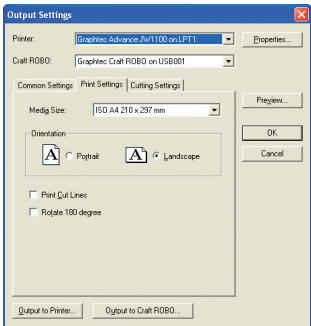 Output Settings
Printer: Graphtec Advance JW1100 on LPT1: Properties...
Craft ROBO: Graphtec Craft ROBO on USB001
Common Settings Print Settings Cutting Settings
Preview...
Media Size: ISO A4 210 x 297 mm
Orientation
OK
A Portrait A Landscape
Cancel
Print Cut Lines
Rotate 180 degree
Output to Printer... Output to Craft ROBO...